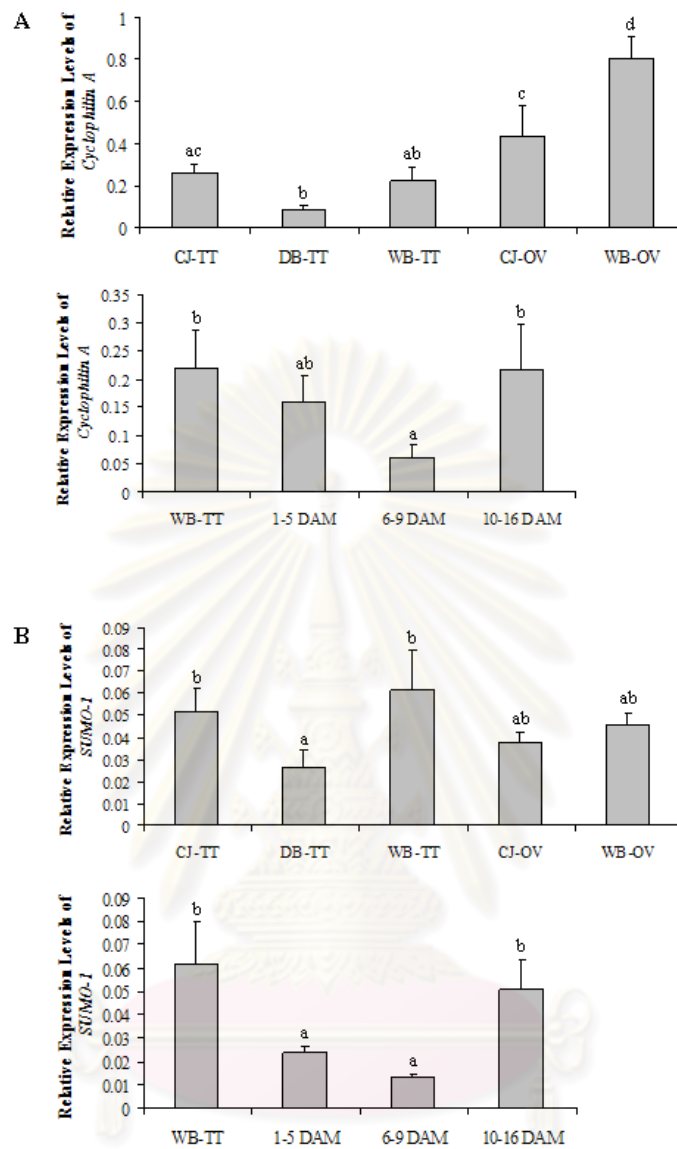 A
Relative Expression Levels of
Cyclophilin A
1
0.8
0.6
0.4
0.2
0
ac
b
ab
c
d
CJ-TT DB-TT WB-TT CJ-OV WB-OV
Relative Expression Levels of
Cyclophilin A
0.35
0.3
0.25
0.2
0.15
0.1
0.05
0
b
ab
a
b
WB-TT 1-5 DAM 6-9 DAM 10-16 DAM
B
Relative Expression Levels of
SUMO-1
0.09
0.08
0.07
0.06
0.05
0.04
0.03
0.02
0.01
0
b
a
b
ab
ab
CJ-TT DB-TT WB-TT CJ-OV WB-OV
Relative Expression Levels of
SUMO-1
0.09
0.08
0.07
0.06
0.05
0.04
0.03
0.02
0.01
0
b
a
a
b
WB-TT 1-5 DAM 6-9 DAM 10-16 DAM